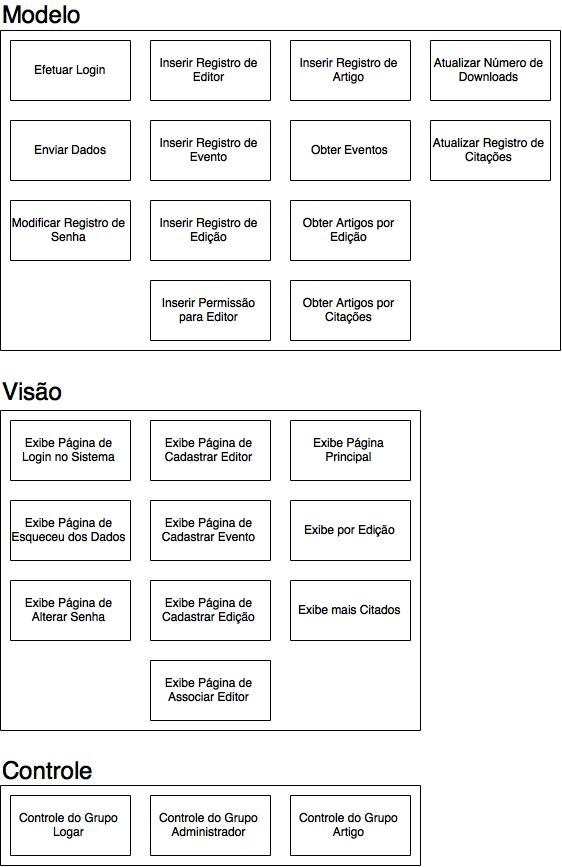 Modelo
Efetuar Login
Inserir Registro de
Editor
Inserir Registro de
Artigo
Atualizar Número de
Downloads
Enviar Dados
Inserir Registro de
Evento
Obter Eventos
Atualizar Registro de
Citações
Modificar Registro de
Senha
Inserir Registro de
Edição
Obter Artigos por
Edição
Inserir Permissão
para Editor
Obter Artigos por
Citações
Visão
Exibe Página de
Login no Sistema
Exibe Página de
Cadastrar Editor
Exibe Página
Principal
Exibe Página de
Esqueceu dos Dados
Exibe Página de
Cadastrar Evento
Exibe por Edição
Exibe Página de
Alterar Senha
Exibe Página de
Cadastrar Edição
Exibe mais Citados
Exibe Página de
Associar Editor
Controle
Controle do Grupo
Logar
Controle do Grupo
Administrador
Controle do Grupo
Artigo